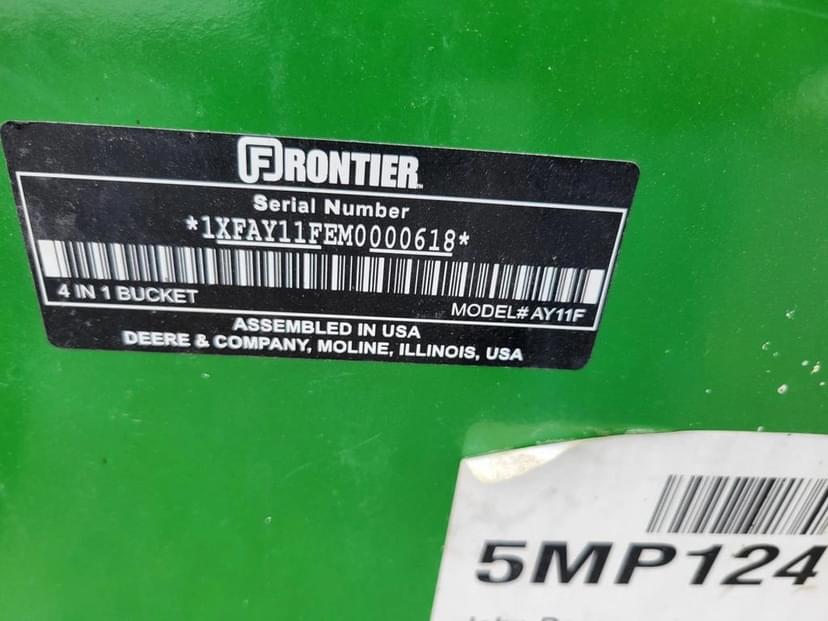 FRONTIER
Serial Number
*1XFAY11FEM0000618*
4 IN 1 BUCKET
MODEL# AY11F
ASSEMBLED IN USA
DEERE & COMPANY, MOLINE, ILLINOIS, USA
5MP124